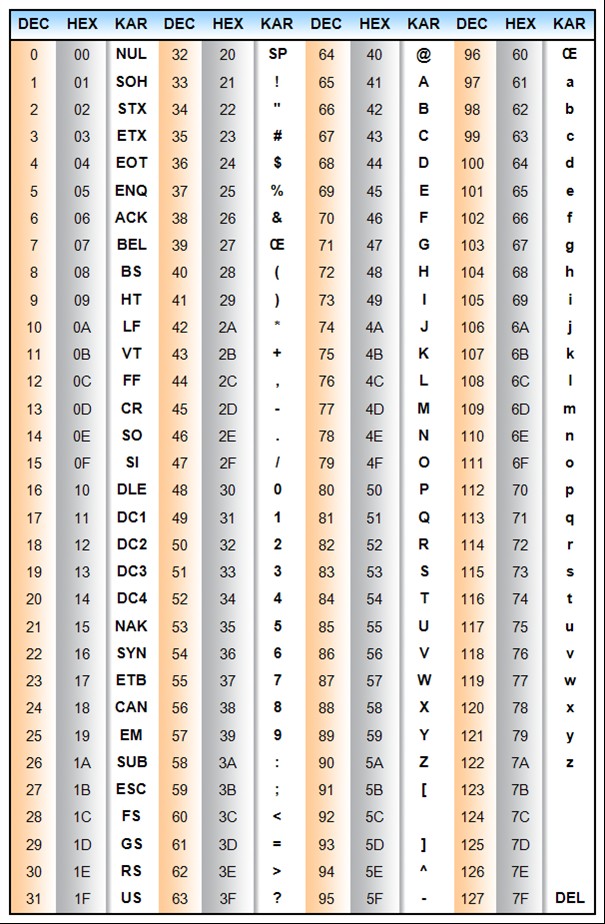 DEC HEX KAR DEC HEX KAR DEC HEX KAR DEC HEX KAR
0 00 NUL 32 20 SP 64 40 @ 96 60 Œ
1 01 SOH 33 21 ! 65 41 A 97 61 a
2 02 STX 34 22 " 66 42 B 98 62 b
3 03 ETX 35 23 # 67 43 C 99 63 c
4 04 EOT 36 24 $ 68 44 D 100 64 d
5 05 ENQ 37 25 % 69 45 E 101 65 e
6 06 ACK 38 26 & 70 46 F 102 66 f
7 07 BEL 39 27 Œ 71 47 G 103 67 g
8 08 BS 40 28 ( 72 48 H 104 68 h
9 09 HT 41 29 ) 73 49 I 105 69 i
10 0A LF 42 2A * 74 4A J 106 6A j
11 0B VT 43 2B + 75 4B K 107 6B k
12 0C FF 44 2C , 76 4C L 108 6C l
13 0D CR 45 2D - 77 4D M 109 6D m
14 0E SO 46 2E . 78 4E N 110 6E n
15 0F SI 47 2F / 79 4F O 111 6F o
16 10 DLE 48 30 0 80 50 P 112 70 p
17 11 DC1 49 31 1 81 51 Q 113 71 q
18 12 DC2 50 32 2 82 52 R 114 72 r
19 13 DC3 51 33 3 83 53 S 115 73 s
20 14 DC4 52 34 4 84 54 T 116 74 t
21 15 NAK 53 35 5 85 55 U 117 75 u
22 16 SYN 54 36 6 86 56 V 118 76 v
23 17 ETB 55 37 7 87 57 W 119 77 w
24 18 CAN 56 38 8 88 58 X 120 78 x
25 19 EM 57 39 9 89 59 Y 121 79 y
26 1A SUB 58 3A : 90 5A Z 122 7A z
27 1B ESC 59 3B ; 91 5B [ 123 7B
28 1C FS 60 3C < 92 5C 124 7C
29 1D GS 61 3D = 93 5D ] 125 7D
30 1E RS 62 3E > 94 5E ^ 126 7E
31 1F US 63 3F ? 95 5F - 127 7F DEL